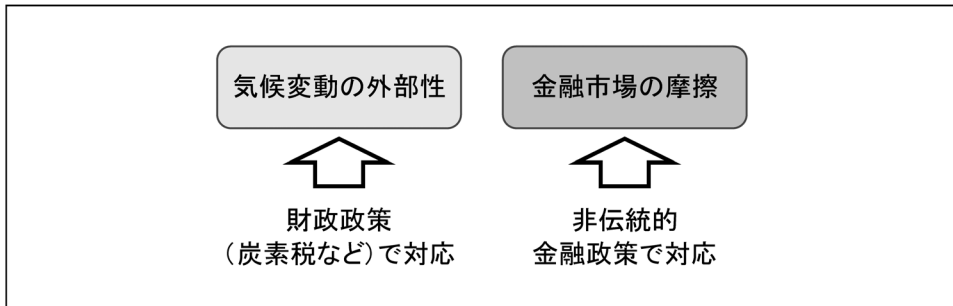 気候変動の外部性
金融市場の摩擦
財政政策
（炭素税など）で対応
非伝統的
金融政策で対応